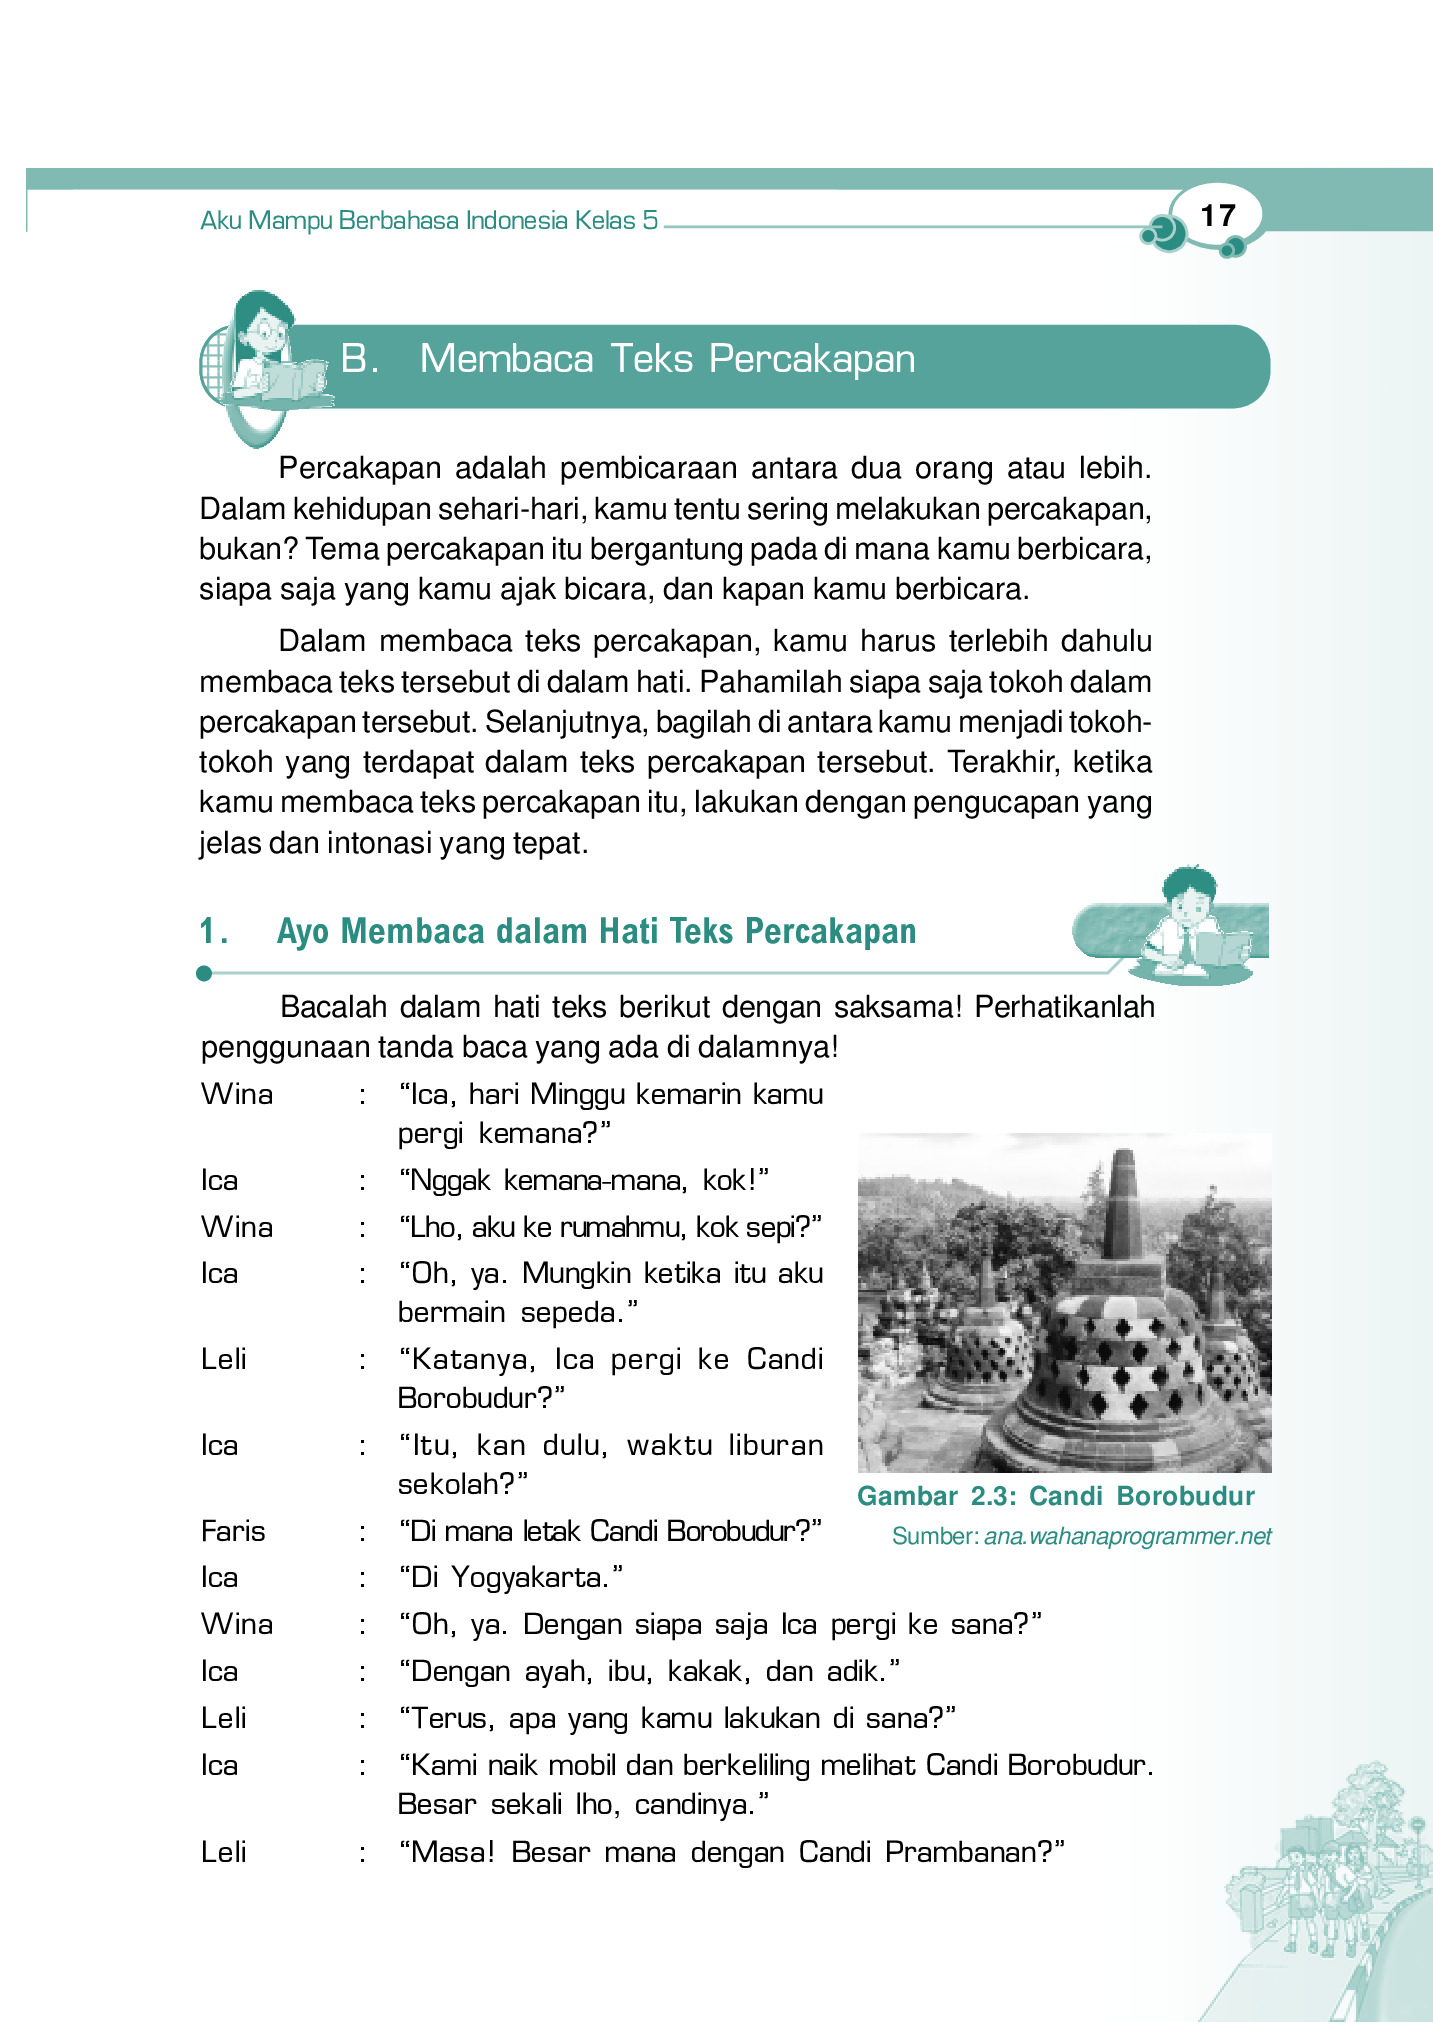 Aku Mampu Berbahasa Indonesia Kelas 5
17
B. Membaca Teks Percakapan
Percakapan adalah pembicaraan antara dua orang atau lebih.
Dalam kehidupan sehari-hari, kamu tentu sering melakukan percakapan,
bukan? Tema percakapan itu bergantung pada di mana kamu berbicara,
siapa saja yang kamu ajak bicara, dan kapan kamu berbicara.
Dalam membaca teks percakapan, kamu harus terlebih dahulu
membaca teks tersebut di dalam hati. Pahamilah siapa saja tokoh dalam
percakapan tersebut. Selanjutnya, bagilah di antara kamu menjadi tokoh-
tokoh yang terdapat dalam teks percakapan tersebut. Terakhir, ketika
kamu membaca teks percakapan itu, lakukan dengan pengucapan yang
jelas dan intonasi yang tepat.
1. Ayo Membaca dalam Hati Teks Percakapan
Bacalah dalam hati teks berikut dengan saksama! Perhatikanlah
penggunaan tanda baca yang ada di dalamnya!
Wina : “Ica, hari Minggu kemarin kamu
pergi kemana?”
Ica : “Nggak kemana-mana, kok!”
Wina : “Lho, aku ke rumahmu, kok sepi?”
Ica : “Oh, ya. Mungkin ketika itu aku
bermain sepeda.”
Leli : “Katanya, Ica pergi ke Candi
Borobudur?”
Ica : “Itu, kan dulu, waktu liburan
sekolah?”
Faris : “Di mana letak Candi Borobudur?”
Ica : “Di Yogyakarta.”
Wina : “Oh, ya. Dengan siapa saja Ica pergi ke sana?”
Ica : “Dengan ayah, ibu, kakak, dan adik.”
Leli : “Terus, apa yang kamu lakukan di sana?”
Ica : “Kami naik mobil dan berkeliling melihat Candi Borobudur.
Besar sekali lho, candinya.”
Leli : “Masa! Besar mana dengan Candi Prambanan?”
Gambar 2.3: Candi Borobudur
Sumber: ana.wahanaprogrammer.net